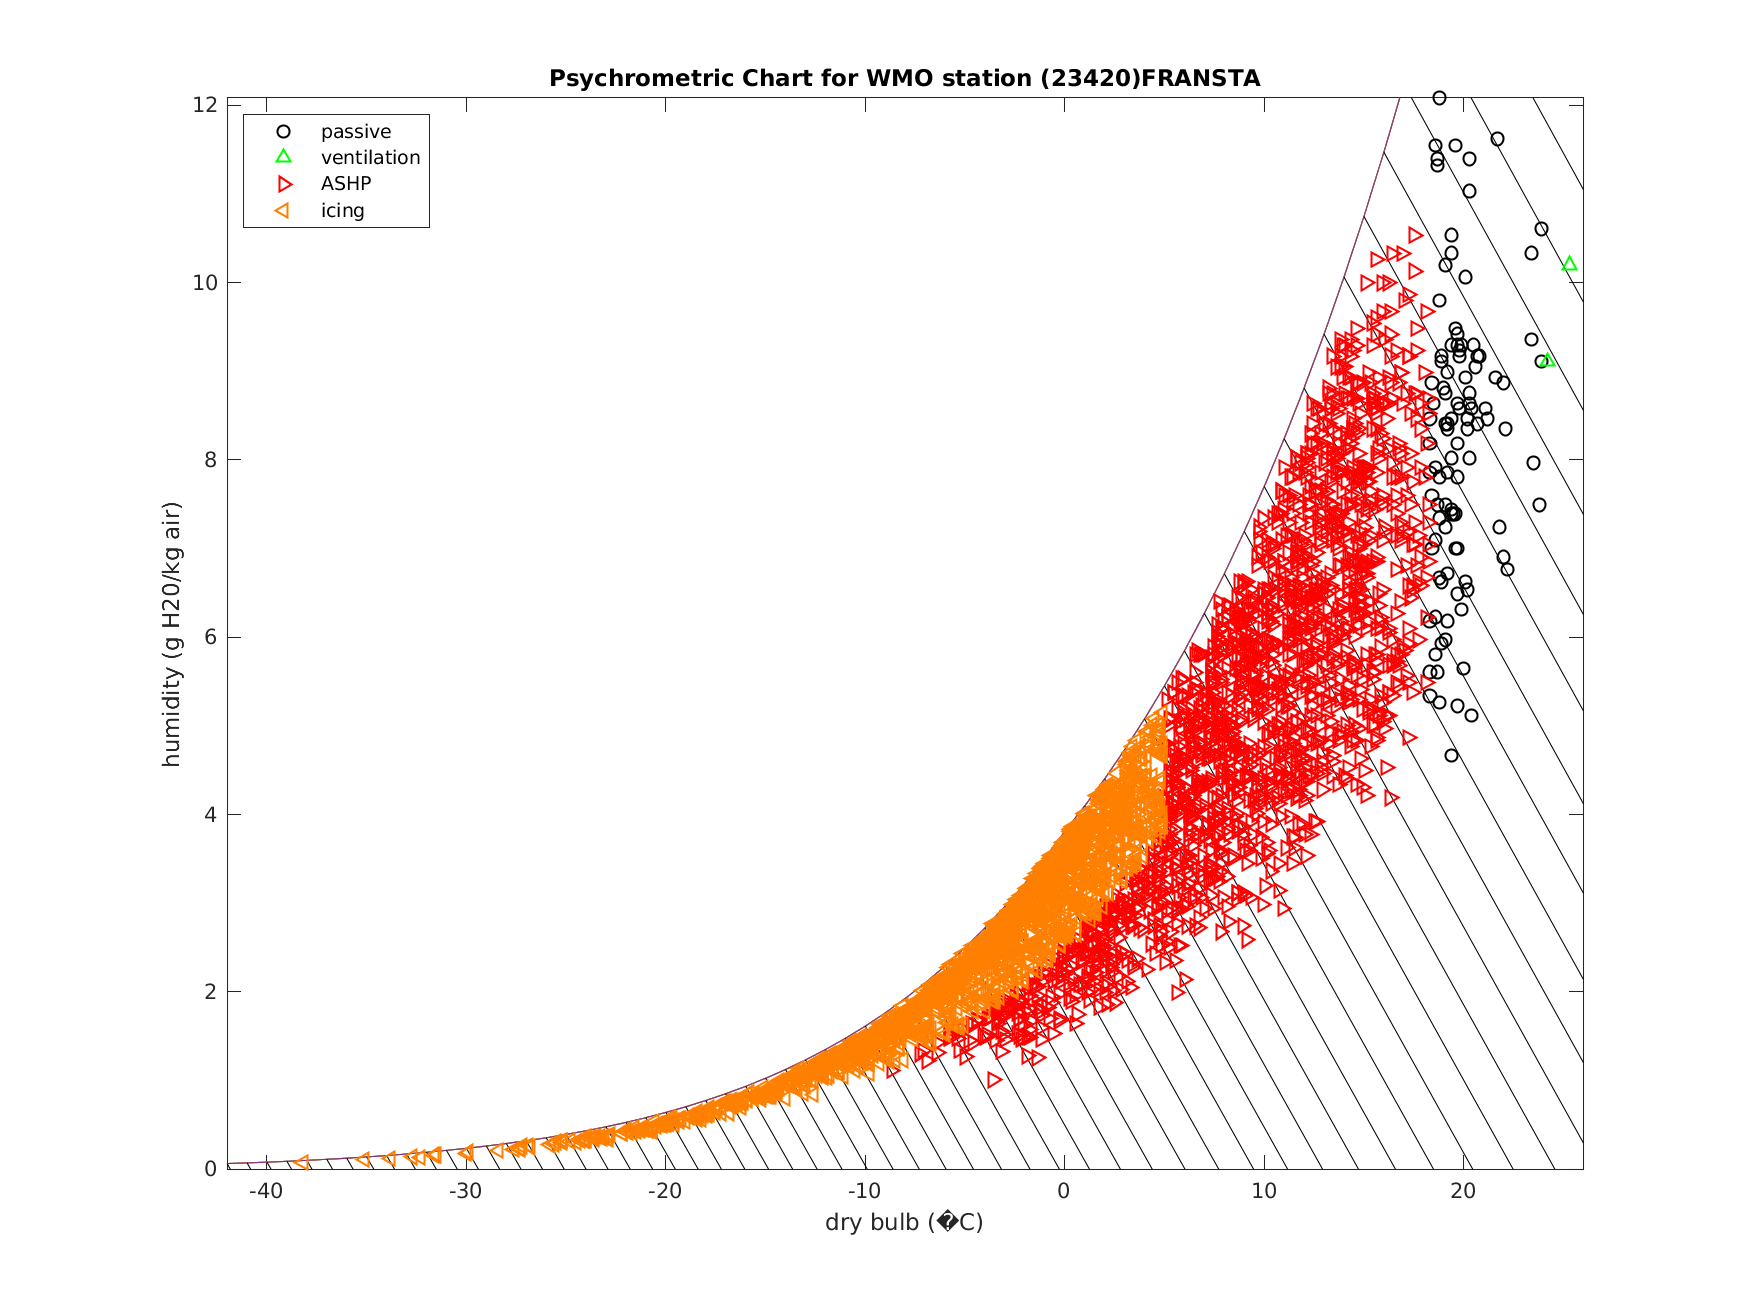 Psychrometric Chart for WMO station (23420)FRANSTA
passive
ventilation
ASHP
icing
12
10
8
6
4
2
0
humidity (g H20/kg air)
-40 -30 -20 -10 0 10 20
dry bulb (�C)